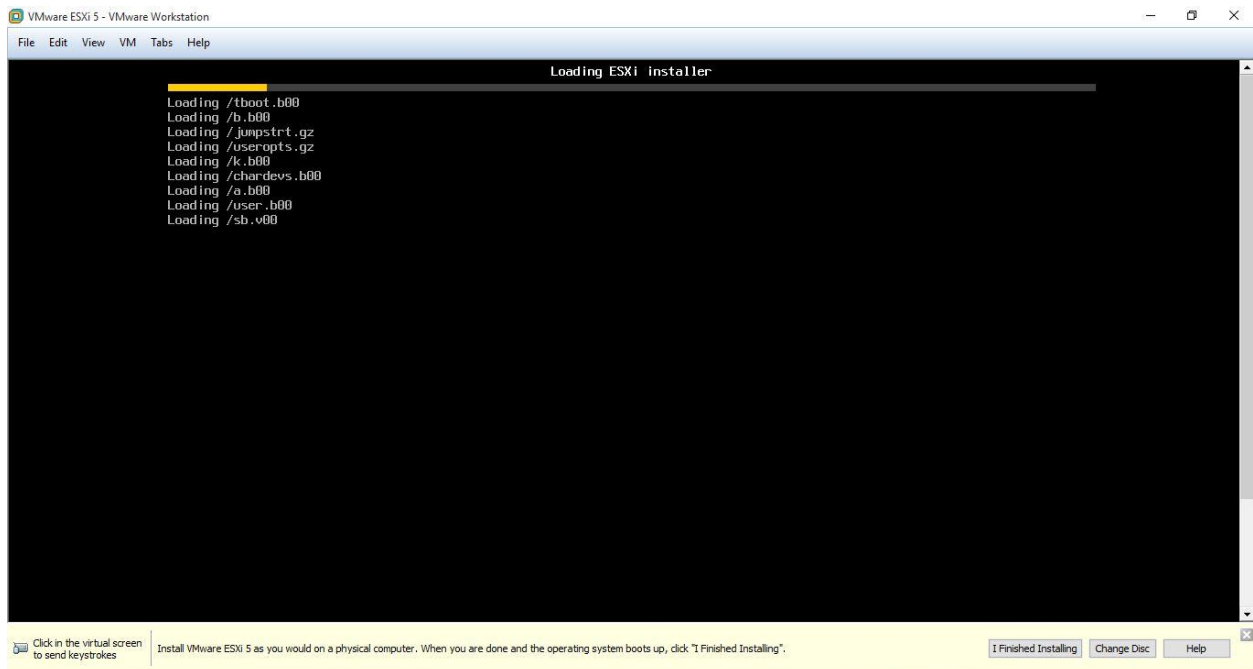 VMware ESXi 5 - VMware Workstation
File Edit View VM Tabs Help
Loading ESXi installer
Loading /tboot.b00
Loading /b.b00
Loading /jumpstrt.gz
Loading /useropts.gz
Loading /k.b00
Loading /chardevs.b00
Loading /a.b00
Loading /user.b00
Loading /sb.v00
Click in the virtual screen
to send keystrokes
Install VMware ESXi 5 as you would on a physical computer. When you are done and the operating system boots up, click "I Finished Installing".
I Finished Installing
Change Disc
Help